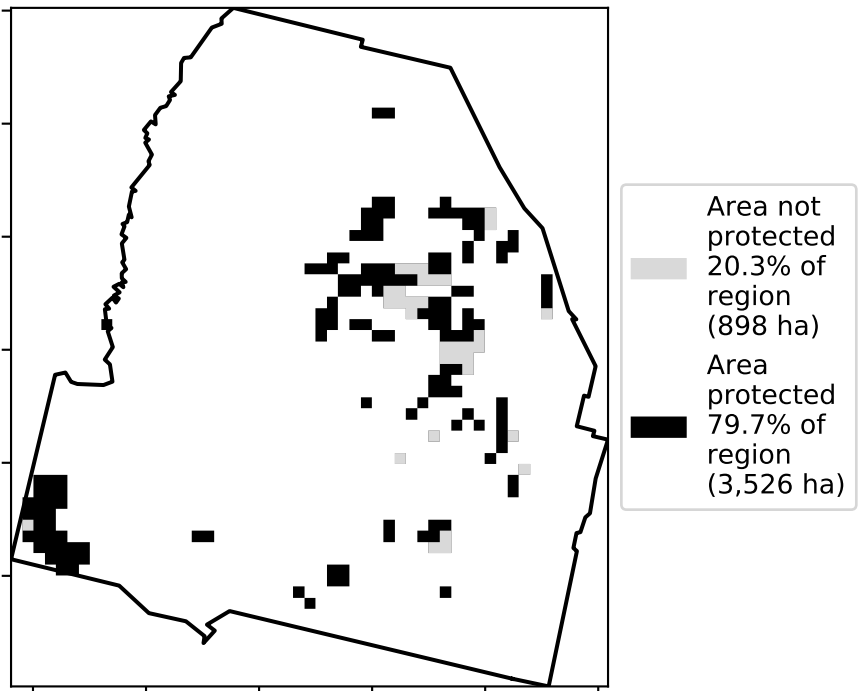 Area not
protected
20.3% of
region
(898 ha)
Area
protected
79.7% of
region
(3,526 ha)